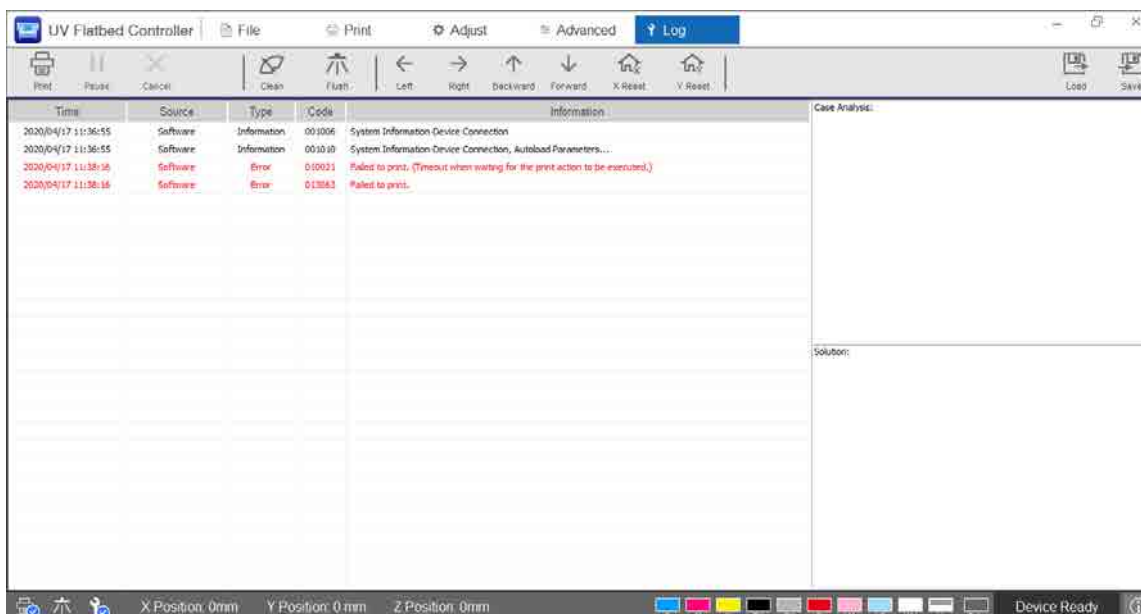 UV Flatbed Controller File Print Adjust Advanced Log
Print Pause Cancel Clean Flush Left Right Backward Forward X Reset Y Reset Load Save
Time Source Type Code Information Case Analysis:
2020/04/17 11:36:55 Software Information 001006 System Information-Device Connection
2020/04/17 11:36:55 Software Information 001010 System Information-Device Connection, Autoload Parameters...
2020/04/17 11:38:16 Software Error Failed to print. (Timeout when waiting for the print action to be executed.)
2020/04/17 11:38:16 Software Error Failed to print.
Solution:
X Position: 0mm Y Position: 0 mm Z Position: 0mm Device Ready